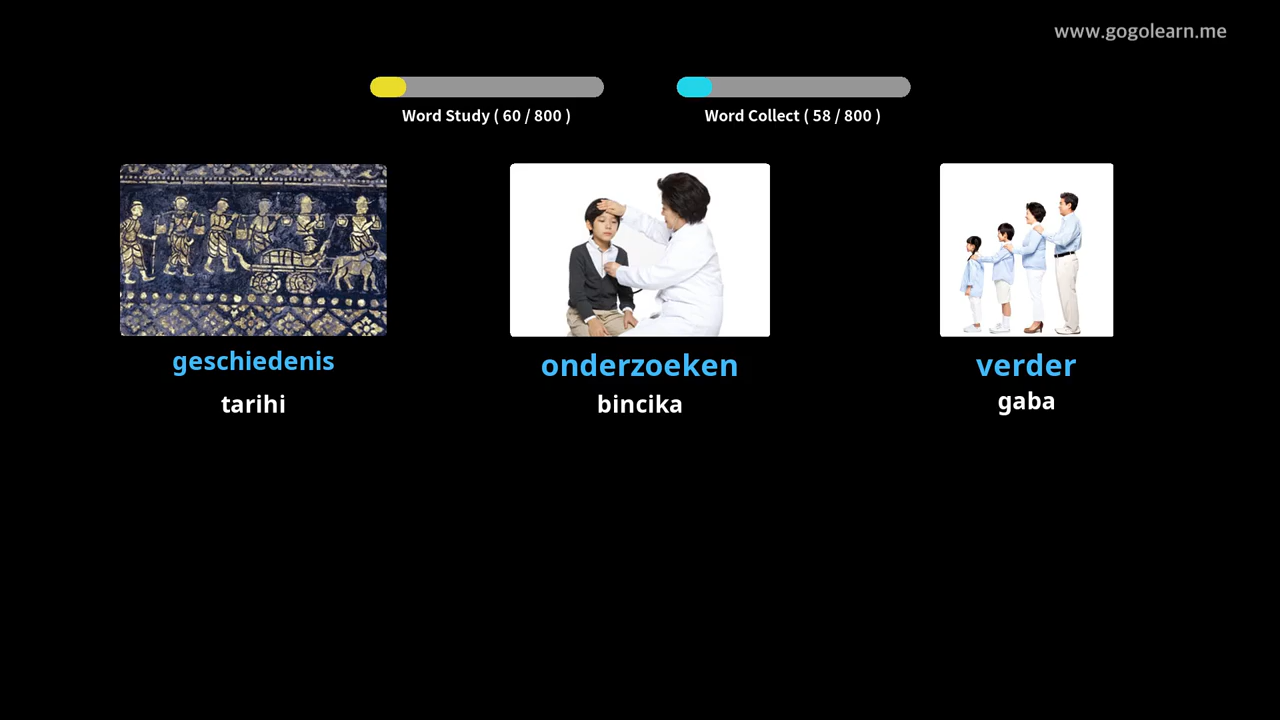 www.gogolearn.me
Word Study ( 60 / 800 )
Word Collect ( 58 / 800 )
geschiedenis
tarihi
onderzoeken
bincika
verder
gaba